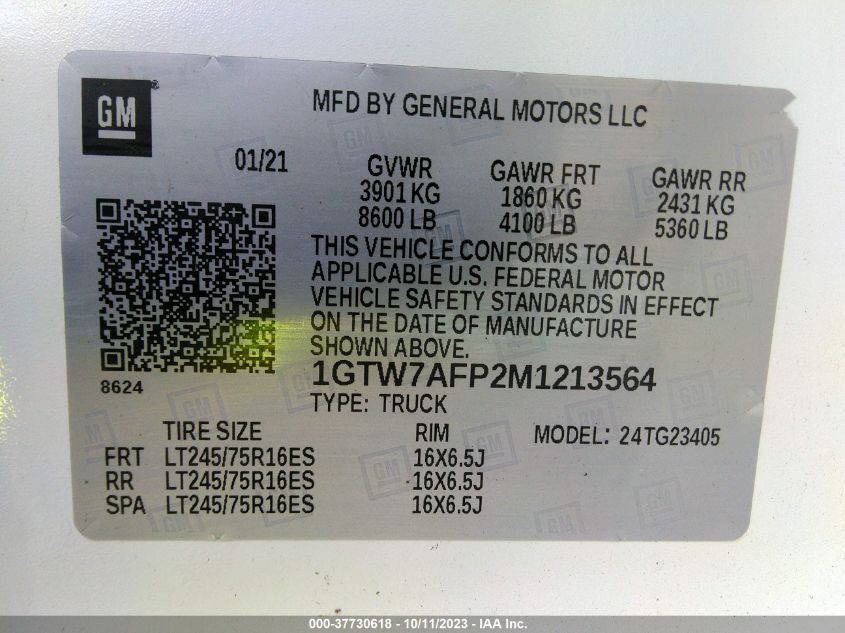 GM ®
MFD BY GENERAL MOTORS LLC
01/21
GVWR
3901 KG
8600 LB
GAWR FRT
1860 KG
4100 LB
GAWR RR
2431 KG
5360 LB
THIS VEHICLE CONFORMS TO ALL
APPLICABLE U.S. FEDERAL MOTOR
VEHICLE SAFETY STANDARDS IN EFFECT
ON THE DATE OF MANUFACTURE
SHOWN ABOVE.
8624
1GTW7AFP2M1213564
TYPE: TRUCK
TIRE SIZE RIM MODEL: 24TG23405
FRT LT245/75R16ES 16X6.5J
RR LT245/75R16ES 16X6.5J
SPA LT245/75R16ES 16X6.5J
000-37730618 - 10/11/2023 - IAA Inc.